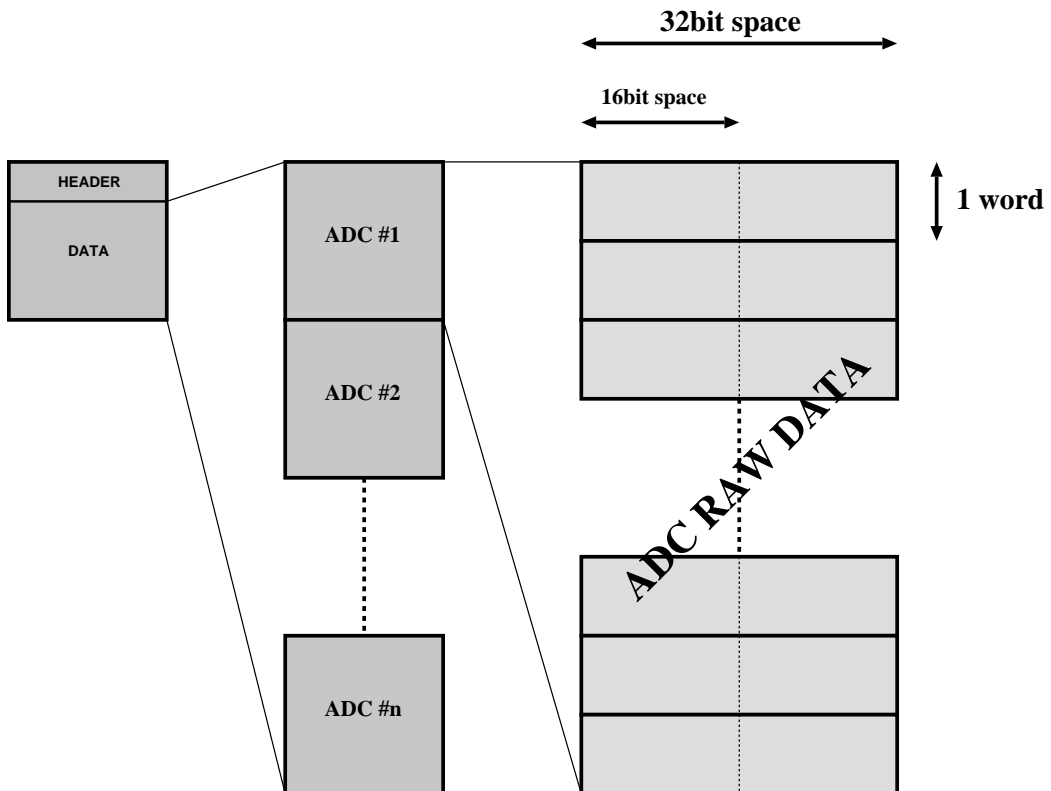 32bit space
16bit space
HEADER
1 word
ADC #1
DATA
ADC #2
ADC RAW DATA
ADC #n